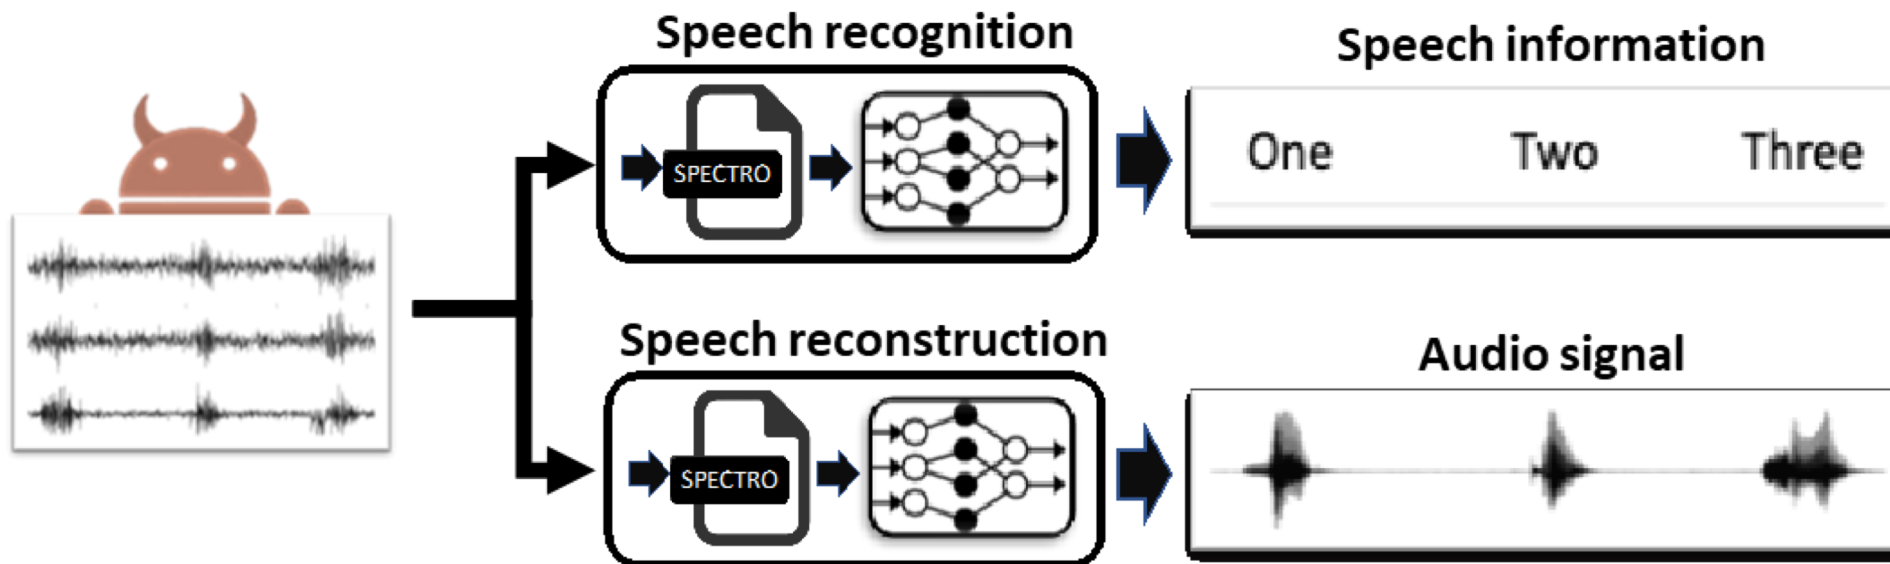 Speech recognition
Speech information
SPECTRO
One Two Three
Speech reconstruction
Audio signal
SPECTRO